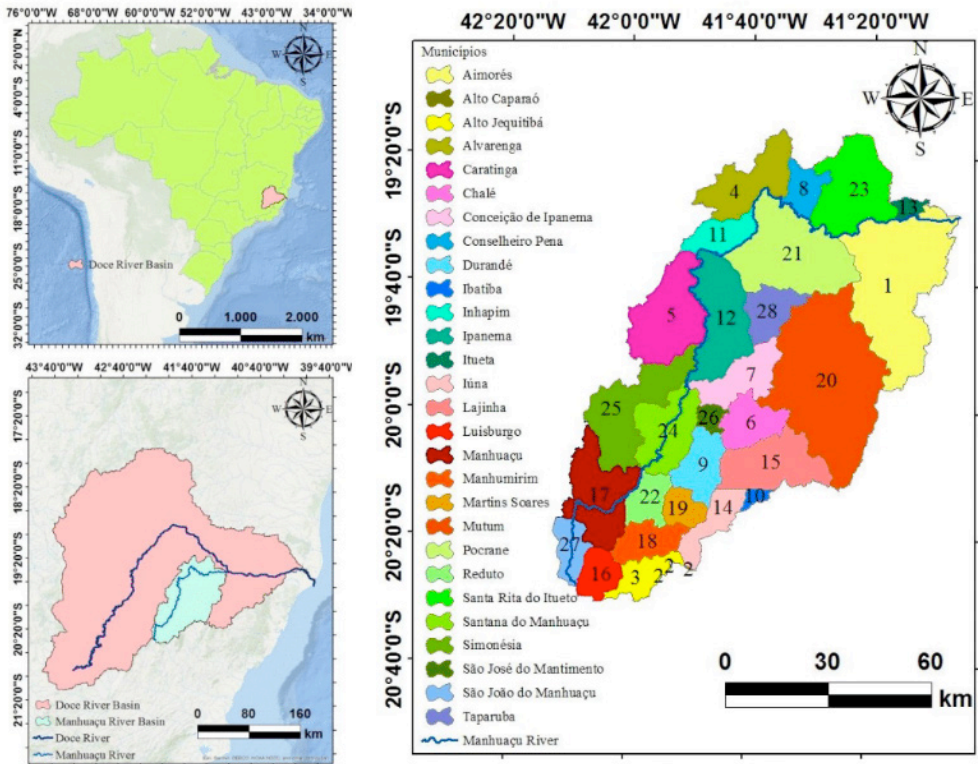 76°0'0"W 68°0'0"W 60°0'0"W 52°0'0"W 43°0'0"W 34°0'0"W
2°0'0"N
4°0'0"S
11°0'0"S
18°0'0"S
25°0'0"S
32°0'0"S
N
W E
S
Doce River Basin
0 1.000 2.000
km
43°40'0"W 42°40'0"W 41°40'0"W 40°40'0"W 39°40'0"W
17°20'0"S
18°20'0"S
19°20'0"S
20°20'0"S
21°20'0"S
N
W E
S
Doce River Basin
Manhuaçu River Basin
Doce River
Manhuaçu River
0 80 160
km
42°20'0"W 42°0'0"W 41°40'0"W 41°20'0"W
19°20'0"S
19°40'0"S
20°0'0"S
20°20'0"S
20°40'0"S
Municípios
Aimorés
Alto Caparaó
Alto Jequitibá
Alvarenga
Caratinga
Chalé
Conceição de Ipanema
Conselheiro Pena
Durandé
Ibatiba
Inhapim
Ipanema
Itueta
Iúna
Lajinha
Luisburgo
Manhuaçu
Manhumirim
Martins Soares
Mutum
Pocrane
Reduto
Santa Rita do Itueto
Santana do Manhuaçu
Simonésia
São José do Mantimento
São João do Manhuaçu
Taparuba
Manhuaçu River
N
W E
S
4 8 23 13
11 21 1
5 12 28
7 20
25 26 6
24
9 15
17 22 19 14 10
27 18
16 3 2 2 2
0 30 60
km